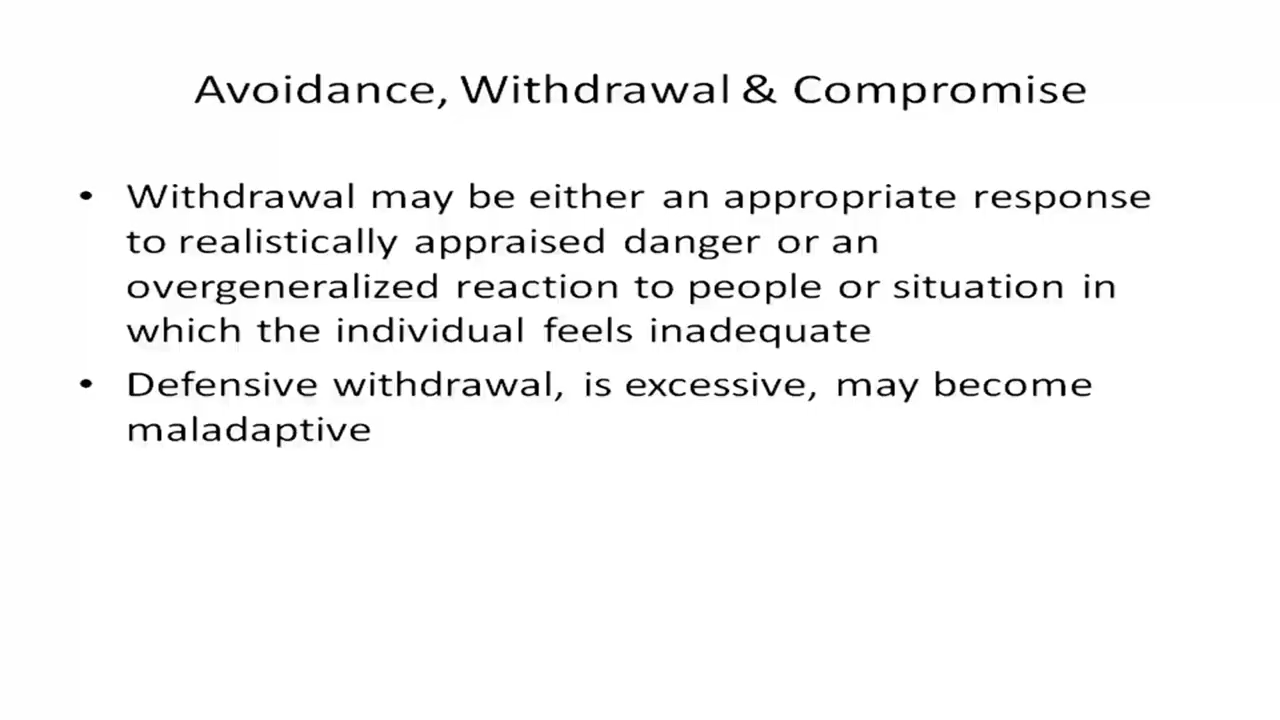 Avoidance, Withdrawal & Compromise
• Withdrawal may be either an appropriate response
to realistically appraised danger or an
overgeneralized reaction to people or situation in
which the individual feels inadequate
• Defensive withdrawal, is excessive, may become
maladaptive